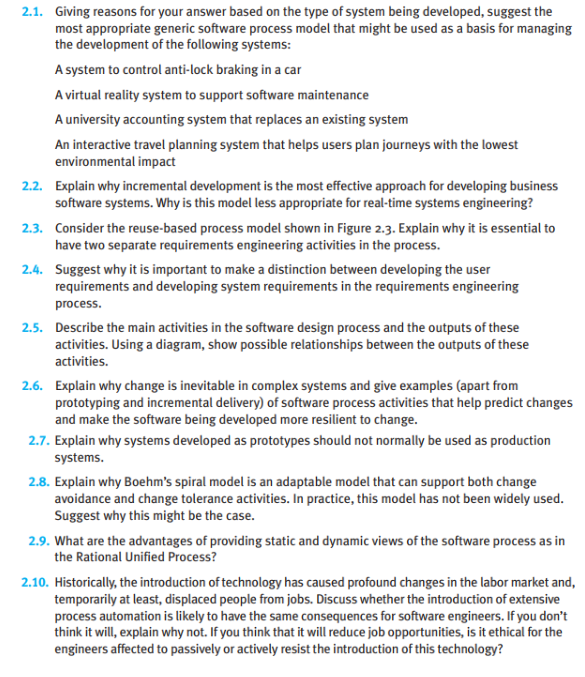 2.1. Giving reasons for your answer based on the type of system being developed, suggest the
most appropriate generic software process model that might be used as a basis for managing
the development of the following systems:
A system to control anti-lock braking in a car
A virtual reality system to support software maintenance
A university accounting system that replaces an existing system
An interactive travel planning system that helps users plan journeys with the lowest
environmental impact
2.2. Explain why incremental development is the most effective approach for developing business
software systems. Why is this model less appropriate for real-time systems engineering?
2.3. Consider the reuse-based process model shown in Figure 2.3. Explain why it is essential to
have two separate requirements engineering activities in the process.
2.4. Suggest why it is important to make a distinction between developing the user
requirements and developing system requirements in the requirements engineering
process.
2.5. Describe the main activities in the software design process and the outputs of these
activities. Using a diagram, show possible relationships between the outputs of these
activities.
2.6. Explain why change is inevitable in complex systems and give examples (apart from
prototyping and incremental delivery) of software process activities that help predict changes
and make the software being developed more resilient to change.
2.7. Explain why systems developed as prototypes should not normally be used as production
systems.
2.8. Explain why Boehm's spiral model is an adaptable model that can support both change
avoidance and change tolerance activities. In practice, this model has not been widely used.
Suggest why this might be the case.
2.9. What are the advantages of providing static and dynamic views of the software process as in
the Rational Unified Process?
2.10. Historically, the introduction of technology has caused profound changes in the labor market and,
temporarily at least, displaced people from jobs. Discuss whether the introduction of extensive
process automation is likely to have the same consequences for software engineers. If you don't
think it will, explain why not. If you think that it will reduce job opportunities, is it ethical for the
engineers affected to passively or actively resist the introduction of this technology?